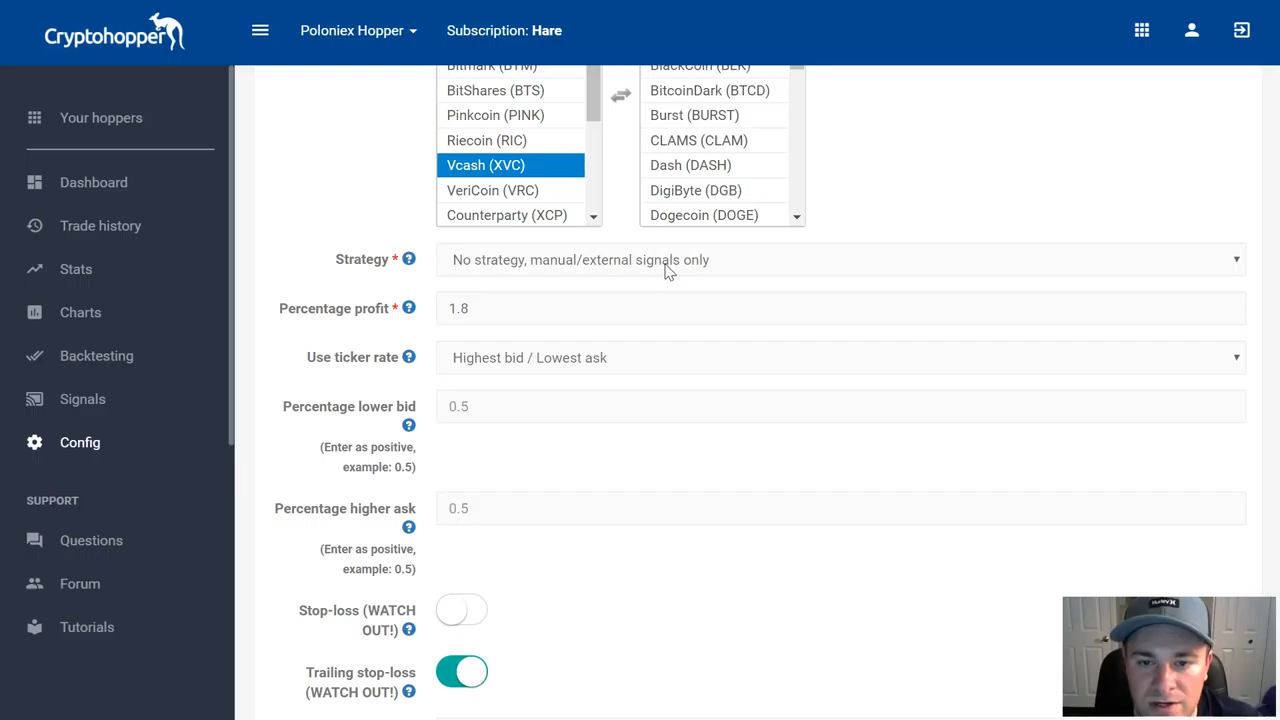 Cryptohopper
Poloniex Hopper
Subscription: Hare
Your hoppers
Dashboard
Trade history
Stats
Charts
Backtesting
Signals
Config
SUPPORT
Questions
Forum
Tutorials
Bitmark (BTM)
BitShares (BTS)
Pinkcoin (PINK)
Riecoin (RIC)
Vcash (XVC)
VeriCoin (VRC)
Counterparty (XCP)
BlackCoin (BLK)
BitcoinDark (BTCD)
Burst (BURST)
CLAMS (CLAM)
Dash (DASH)
DigiByte (DGB)
Dogecoin (DOGE)
Strategy *
No strategy, manual/external signals only
Percentage profit *
1.8
Use ticker rate
Highest bid / Lowest ask
Percentage lower bid
(Enter as positive,
example: 0.5)
0.5
Percentage higher ask
(Enter as positive,
example: 0.5)
0.5
Stop-loss (WATCH
OUT!)
Trailing stop-loss
(WATCH OUT!)